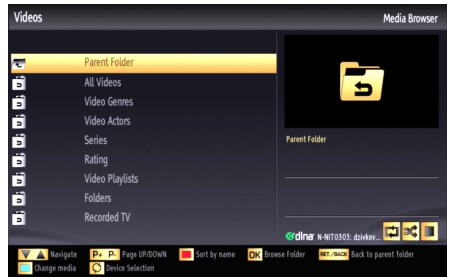 Videos
Media Browser
Parent Folder
All Videos
Video Genres
Video Actors
Series
Rating
Video Playlists
Folders
Recorded TV
Parent Folder
dlna N-NIT0303: dzivkov...
Navigate P+ P- Page UP/DOWN Sort by name OK Browse Folder RET./BACK Back to parent folder
Change media Device Selection